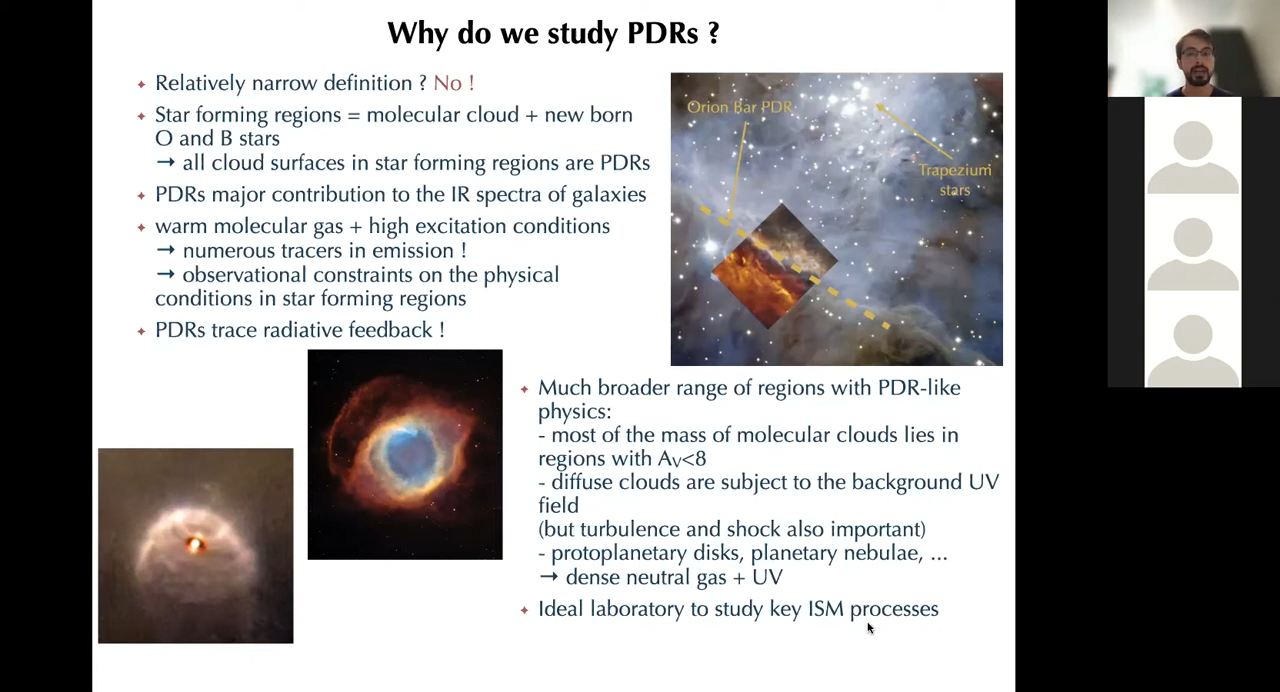 Why do we study PDRs ?
✦ Relatively narrow definition ? No !
✦ Star forming regions = molecular cloud + new born
O and B stars
→ all cloud surfaces in star forming regions are PDRs
✦ PDRs major contribution to the IR spectra of galaxies
✦ warm molecular gas + high excitation conditions
→ numerous tracers in emission !
→ observational constraints on the physical
conditions in star forming regions
✦ PDRs trace radiative feedback !
Orion Bar PDR
Trapezium
stars
✦ Much broader range of regions with PDR-like
physics:
- most of the mass of molecular clouds lies in
regions with Av<8
- diffuse clouds are subject to the background UV
field
(but turbulence and shock also important)
- protoplanetary disks, planetary nebulae, ...
→ dense neutral gas + UV
✦ Ideal laboratory to study key ISM processes